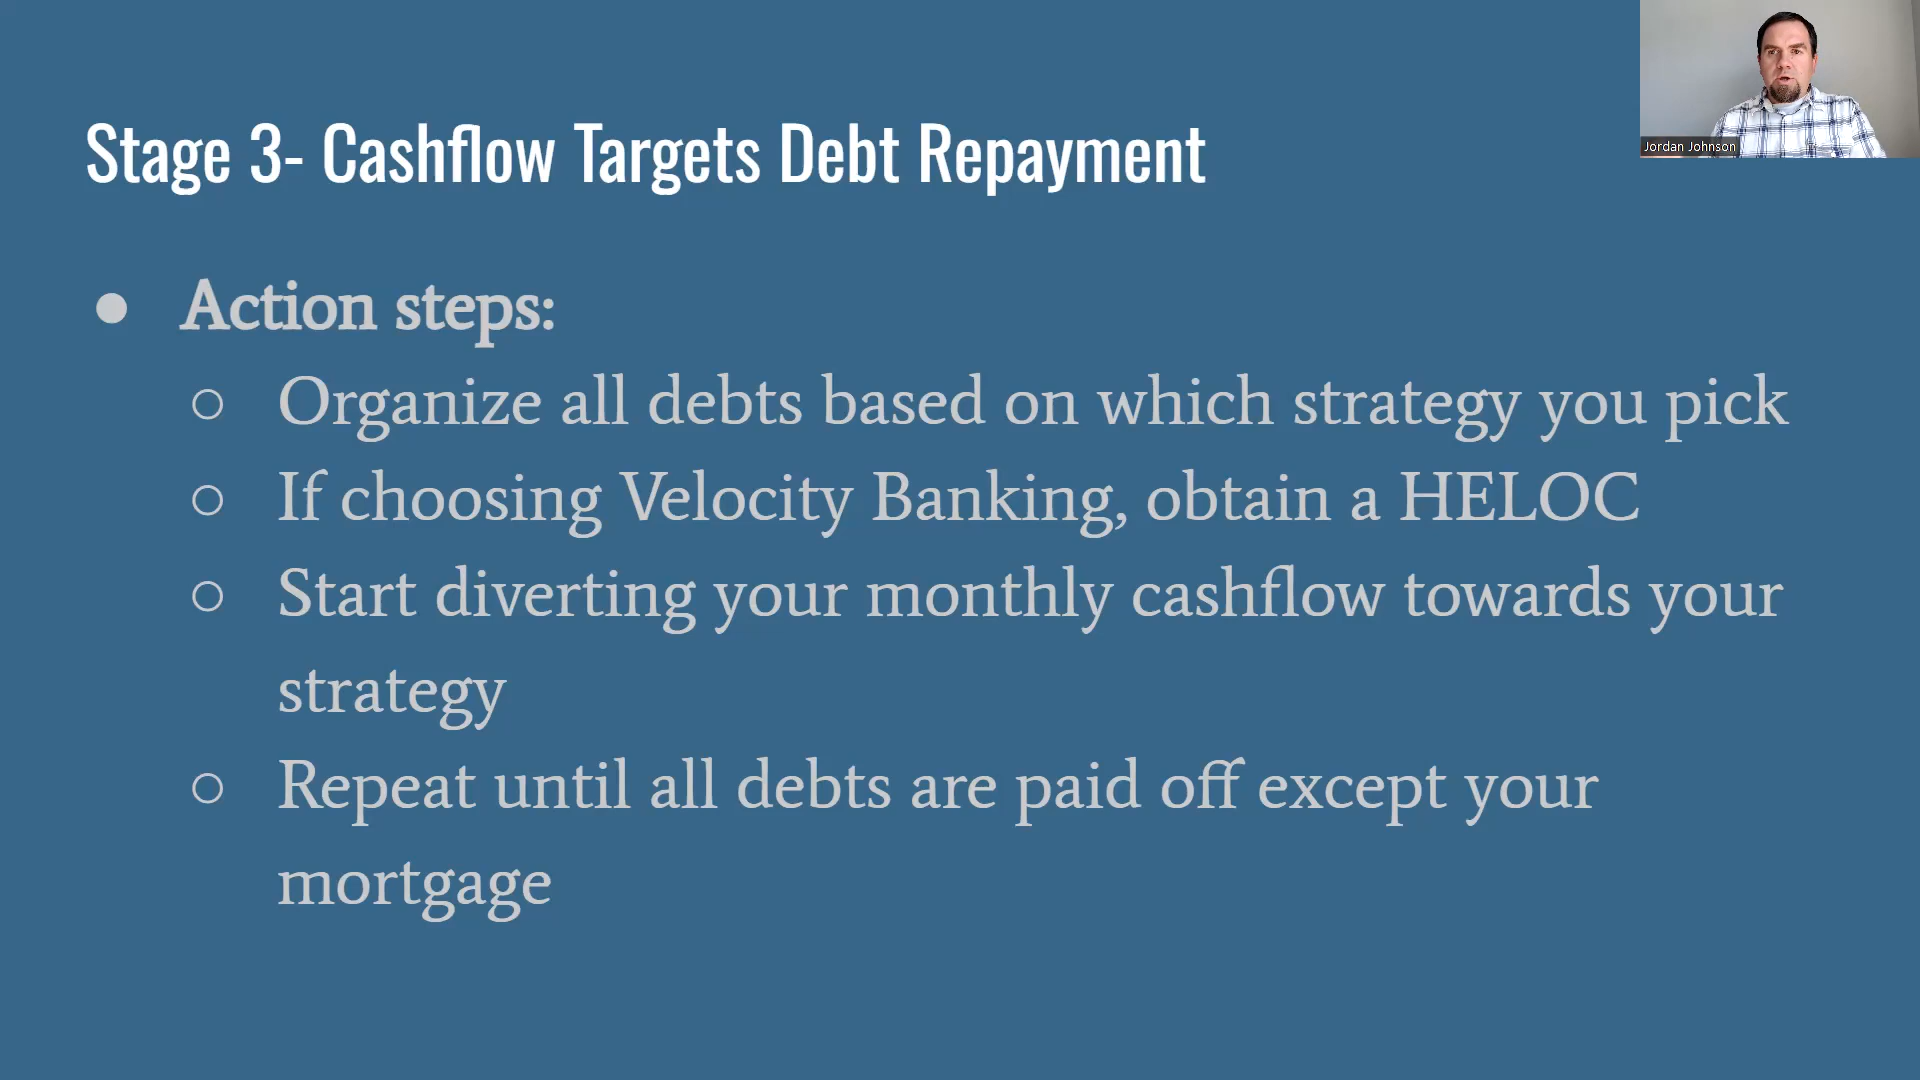 Stage 3- Cashflow Targets Debt Repayment
Jordan Johnson
● Action steps:
○ Organize all debts based on which strategy you pick
○ If choosing Velocity Banking, obtain a HELOC
○ Start diverting your monthly cashflow towards your
strategy
○ Repeat until all debts are paid off except your
mortgage